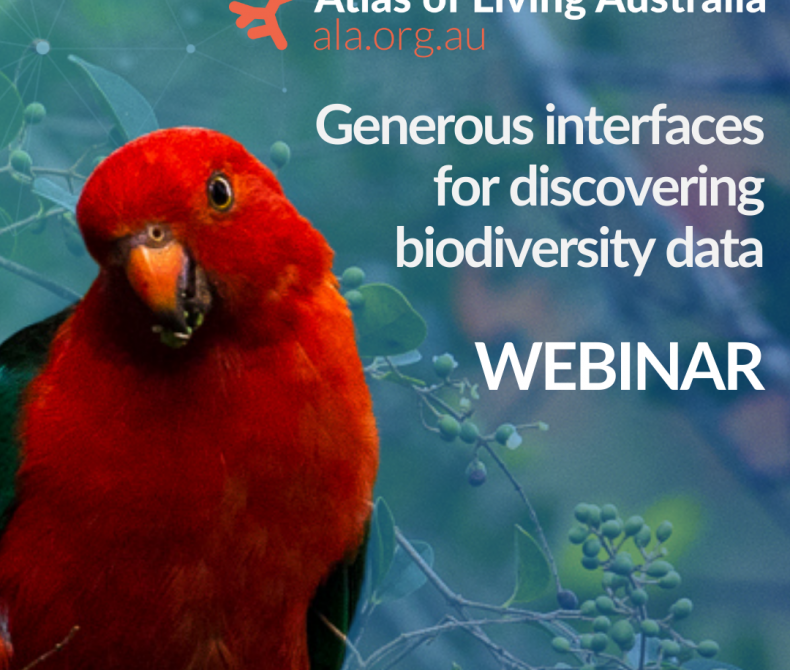 Atlas of Living Australia
ala.org.au
Generous interfaces
for discovering
biodiversity data
WEBINAR